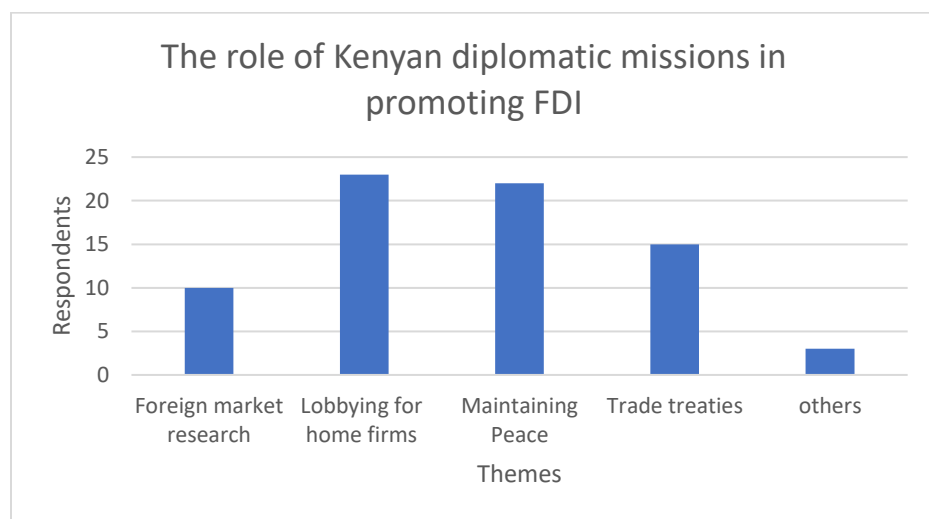 The role of Kenyan diplomatic missions in
promoting FDI
25
20
15
10
5
0
Respondents
Foreign market
research
Lobbying for
home firms
Maintaining
Peace
Trade treaties
others
Themes